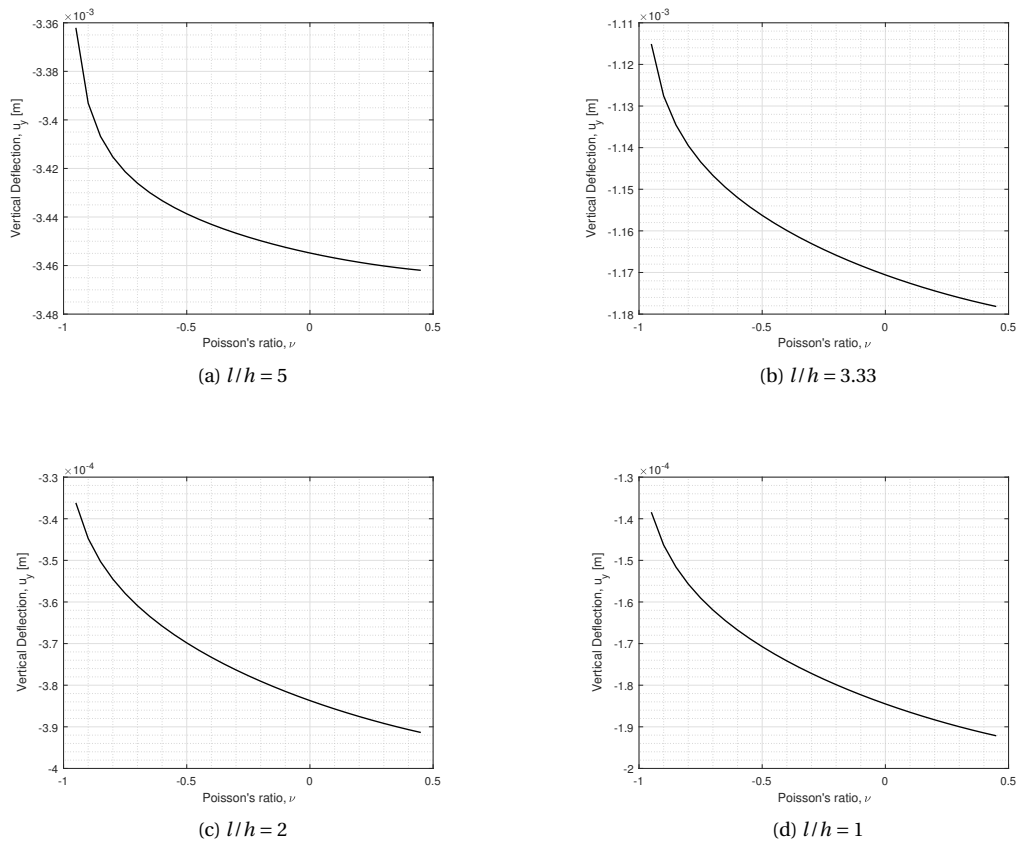 ×10⁻³
-3.36
-3.38
-3.4
-3.42
-3.44
-3.46
-3.48
Vertical Deflection, u_y [m]
-1 -0.5 0 0.5
Poisson's ratio, ν
(a) l/h = 5
×10⁻³
-1.11
-1.12
-1.13
-1.14
-1.15
-1.16
-1.17
-1.18
Vertical Deflection, u_y [m]
-1 -0.5 0 0.5
Poisson's ratio, ν
(b) l/h = 3.33
×10⁻⁴
-3.3
-3.4
-3.5
-3.6
-3.7
-3.8
-3.9
-4
Vertical Deflection, u_y [m]
-1 -0.5 0 0.5
Poisson's ratio, ν
(c) l/h = 2
×10⁻⁴
-1.3
-1.4
-1.5
-1.6
-1.7
-1.8
-1.9
-2
Vertical Deflection, u_y [m]
-1 -0.5 0 0.5
Poisson's ratio, ν
(d) l/h = 1